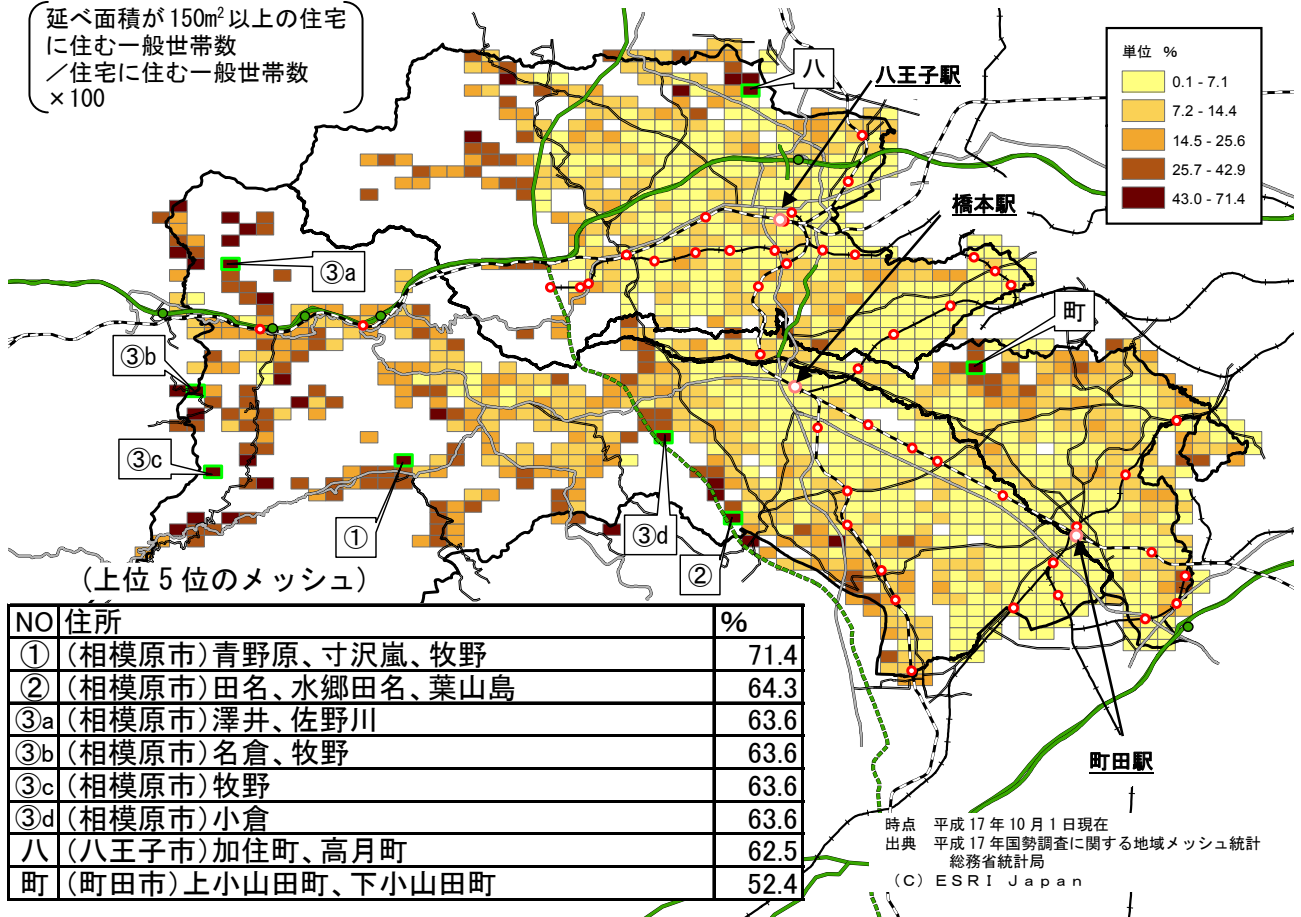 延べ面積が150m²以上の住宅
に住む一般世帯数
／住宅に住む一般世帯数
×100
単位 %
0.1 - 7.1
7.2 - 14.4
14.5 - 25.6
25.7 - 42.9
43.0 - 71.4
八
八王子駅
橋本駅
町
③a
③b
③c
①
③d
②
町田駅
(上位5位のメッシュ)
NO 住所 %
① (相模原市)青野原、寸沢嵐、牧野 71.4
② (相模原市)田名、水郷田名、葉山島 64.3
③a (相模原市)澤井、佐野川 63.6
③b (相模原市)名倉、牧野 63.6
③c (相模原市)牧野 63.6
③d (相模原市)小倉 63.6
八 (八王子市)加住町、高月町 62.5
町 (町田市)上小山田町、下小山田町 52.4
時点 平成17年10月1日現在
出典 平成17年国勢調査に関する地域メッシュ統計
総務省統計局
(C) ESRI Japan